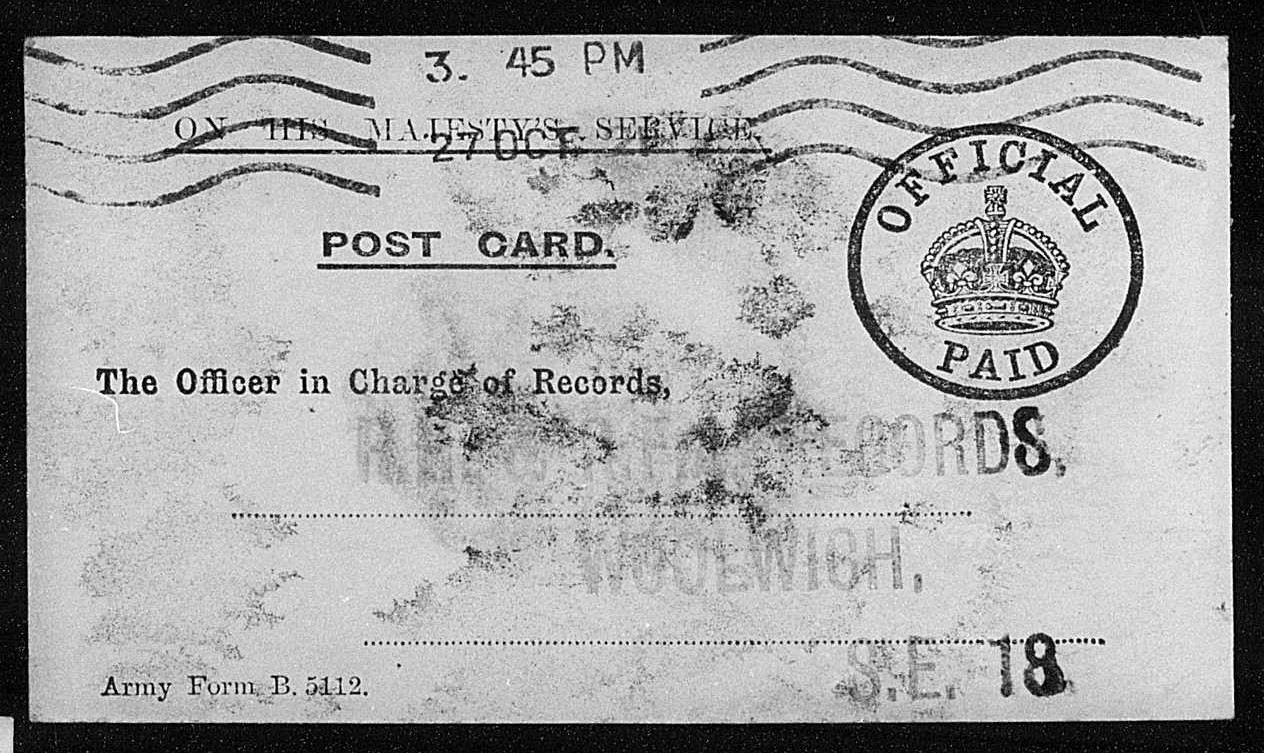 3. 45 PM
ON HIS MAJESTY'S SERVICE.
27 OCT
OFFICIAL
PAID
POST CARD.
The Officer in Charge of Records,
RECORDS.
WOOLWICH,
S.E. 18.
Army Form B. 5112.